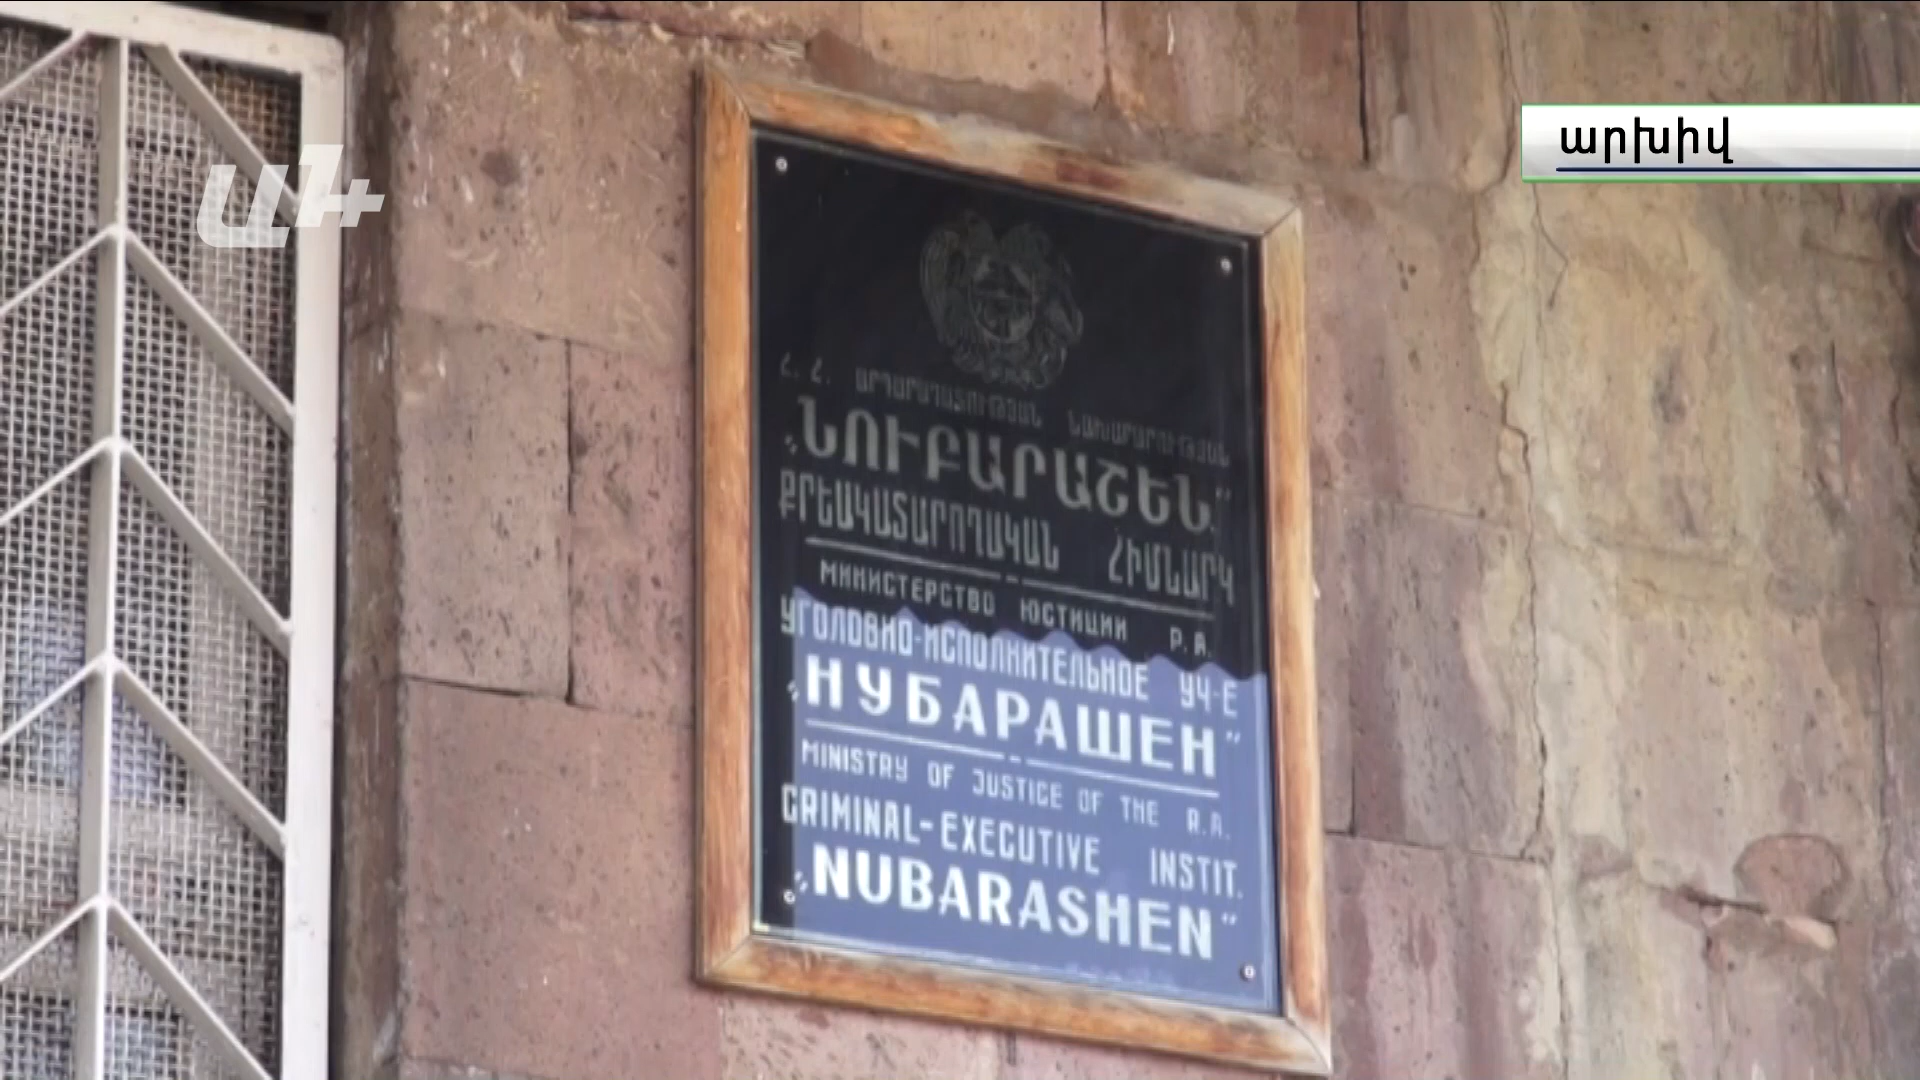 ա1+
արխիվ
Հ. Հ. ԱՐԴԱՐԱԴԱՏՈՒԹՅԱՆ ՆԱԽԱՐԱՐՈՒԹՅԱՆ
„ՆՈՒԲԱՐԱՇԵՆ”
ՔՐԵԱԿԱՏԱՐՈՂԱԿԱՆ ՀԻՄՆԱՐԿ
МИНИСТЕРСТВО ЮСТИЦИИ Р.А.
УГОЛОВНО-ИСПОЛНИТЕЛЬНОЕ УЧ-Е
„НУБАРАШЕН”
MINISTRY OF JUSTICE OF THE R.A.
CRIMINAL-EXECUTIVE INSTIT.
„NUBARASHEN”